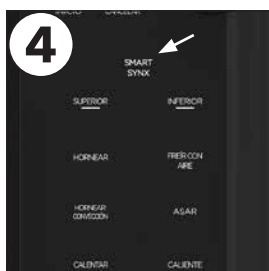 4
SMART
SYNX
SUPERIOR
INFERIOR
HORNEAR
FREÍR CON
AIRE
HORNEAR
CONVECCIÓN
ASAR
CALENTAR
CALIENTE